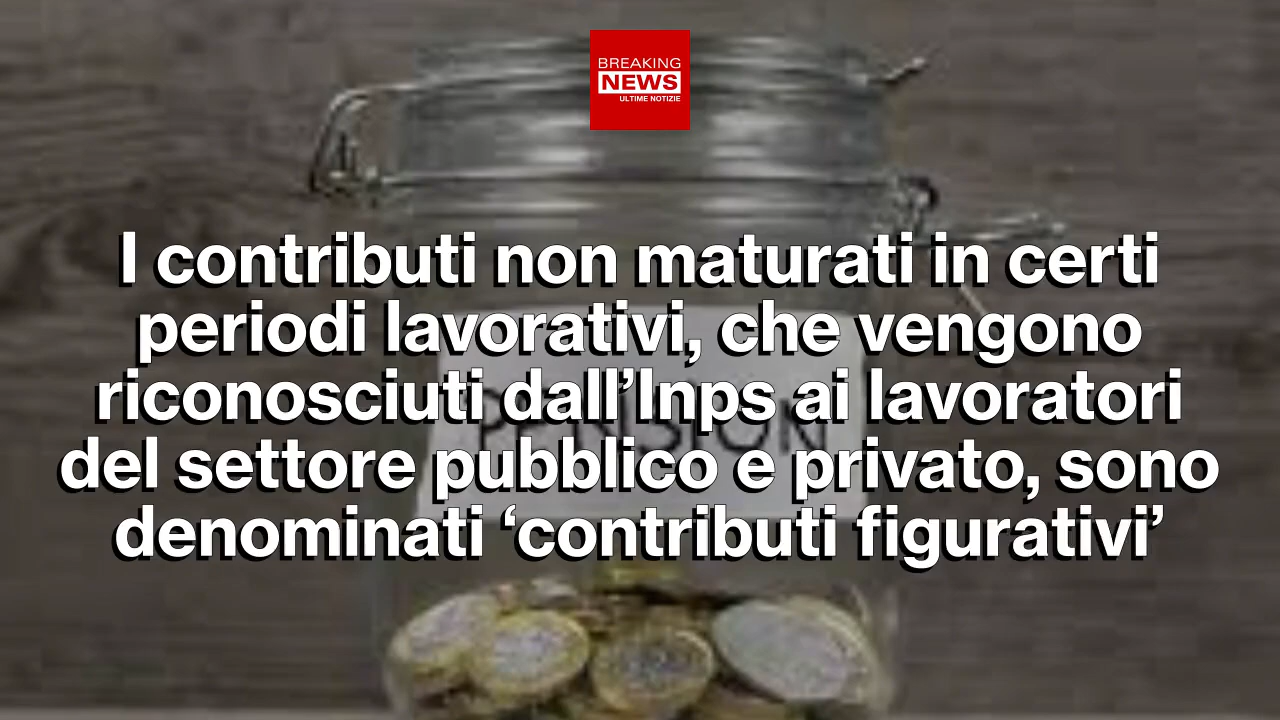 BREAKING
NEWS
ULTIME NOTIZIE
I contributi non maturati in certi
periodi lavorativi, che vengono
riconosciuti dall’Inps ai lavoratori
del settore pubblico e privato, sono
denominati ‘contributi figurativi’
PENSION